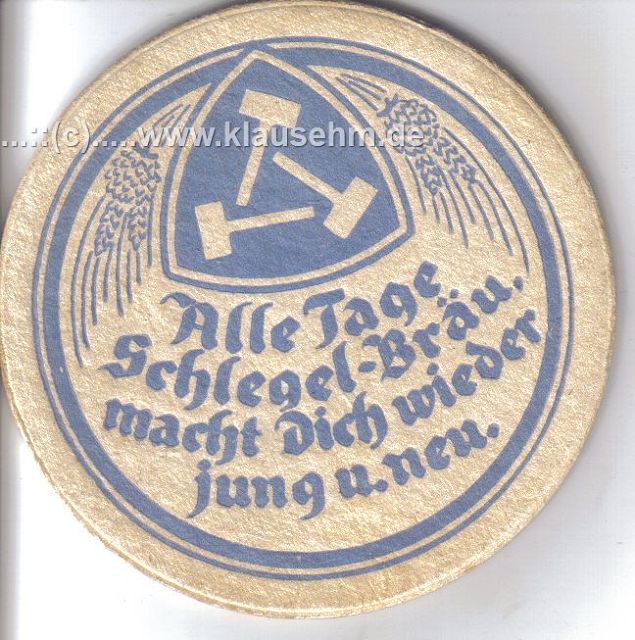 ...::(c).....www.klausehm.de
Alle Tage
Schlegel-Bräu,
macht Dich wieder
jung u. neu.